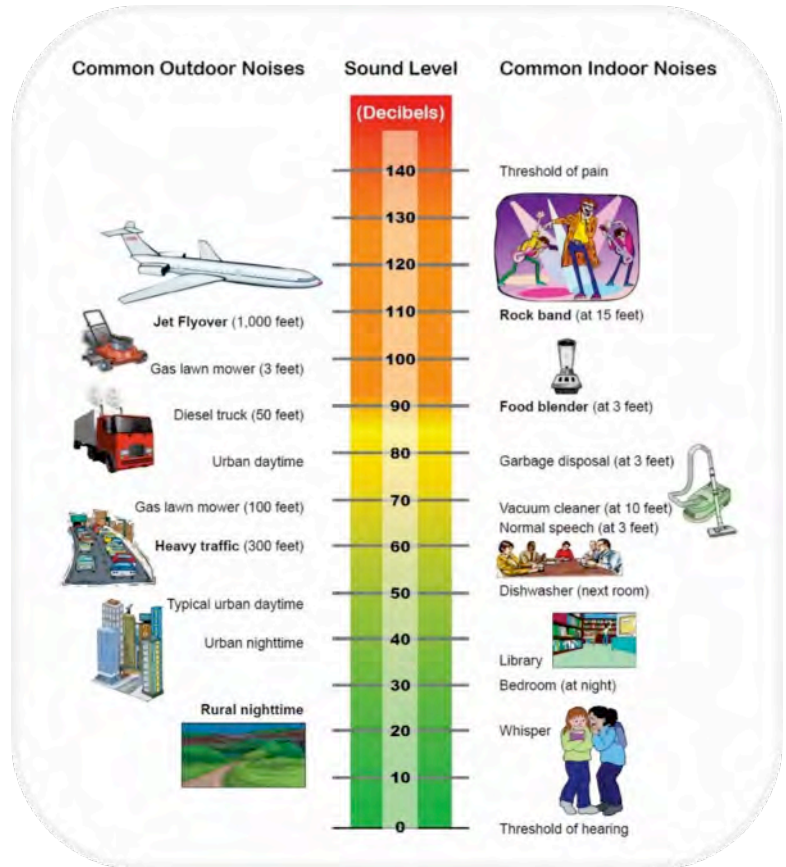 Common Outdoor Noises
Sound Level
Common Indoor Noises
(Decibels)
140
Threshold of pain
130
120
110
Jet Flyover (1,000 feet)
Rock band (at 15 feet)
100
Gas lawn mower (3 feet)
90
Diesel truck (50 feet)
Food blender (at 3 feet)
80
Urban daytime
Garbage disposal (at 3 feet)
70
Gas lawn mower (100 feet)
Vacuum cleaner (at 10 feet)
Normal speech (at 3 feet)
60
Heavy traffic (300 feet)
50
Dishwasher (next room)
Typical urban daytime
40
Urban nighttime
Library
30
Bedroom (at night)
Rural nighttime
20
Whisper
10
0
Threshold of hearing